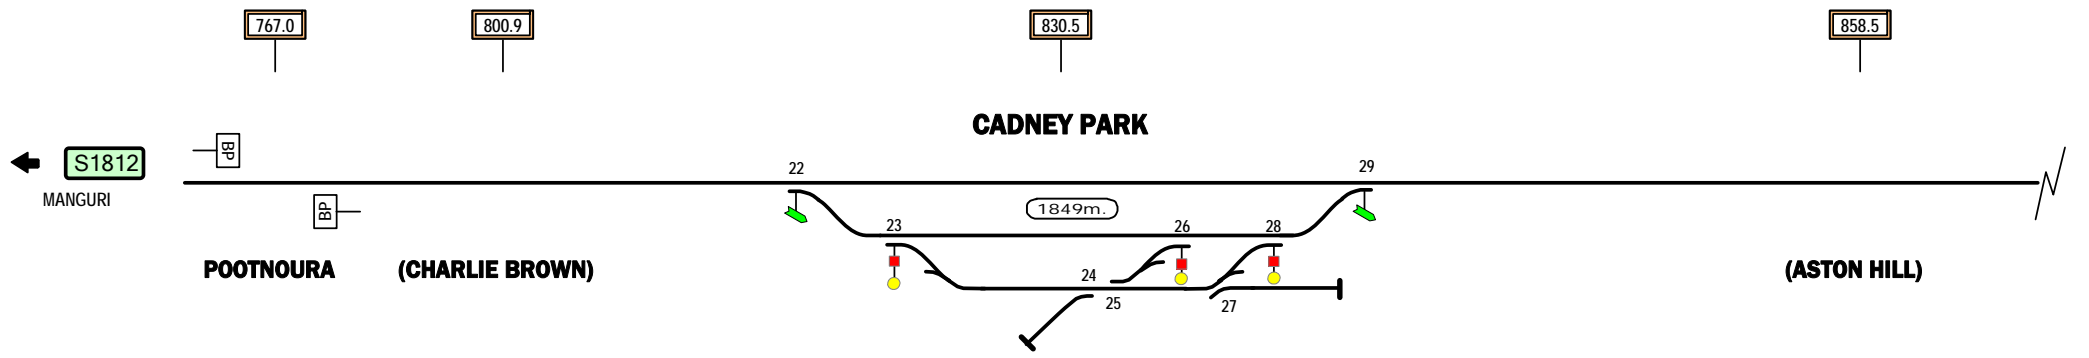 767.0
800.9
830.5
858.5
CADNEY PARK
S1812
MANGURI
BP
BP
22
29
1849m.
23
26
28
POOTNOURA
(CHARLIE BROWN)
24
25
27
(ASTON HILL)